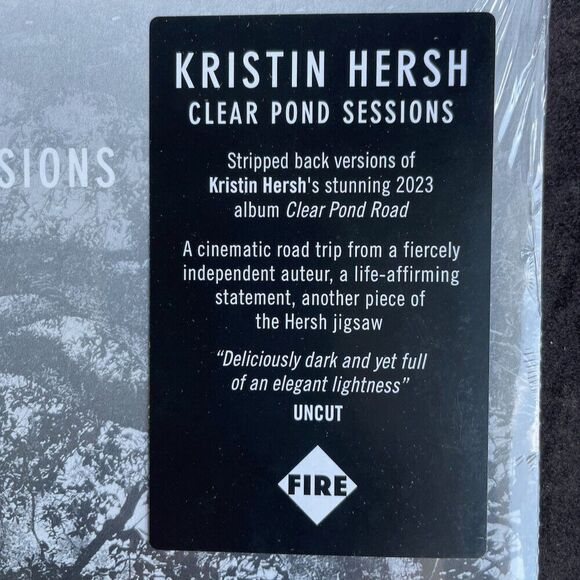 KRISTIN HERSH
CLEAR POND SESSIONS
SIONS
Stripped back versions of
Kristin Hersh's stunning 2023
album Clear Pond Road
A cinematic road trip from a fiercely
independent auteur, a life-affirming
statement, another piece of
the Hersh jigsaw
“Deliciously dark and yet full
of an elegant lightness”
UNCUT
FIRE